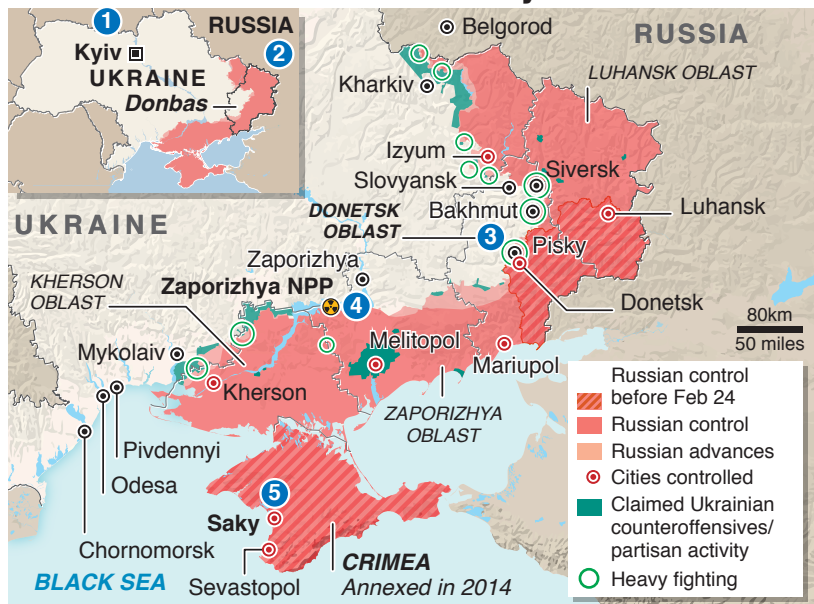 1
RUSSIA
2
Kyiv
UKRAINE
Donbas
Belgorod
RUSSIA
Kharkiv
LUHANSK OBLAST
Izyum
Slovyansk
Siversk
UKRAINE
DONETSK
OBLAST
Bakhmut
Luhansk
3
Pisky
Zaporizhya
KHERSON
OBLAST
Zaporizhya NPP
4
Donetsk
80km
50 miles
Mykolaiv
Melitopol
Mariupol
Kherson
ZAPORIZHYA
OBLAST
Pivdennyi
Odesa
5
Saky
Chornomorsk
Sevastopol
BLACK SEA
CRIMEA
Annexed in 2014
Russian control
before Feb 24
Russian control
Russian advances
Cities controlled
Claimed Ukrainian
counteroffensives/
partisan activity
Heavy fighting